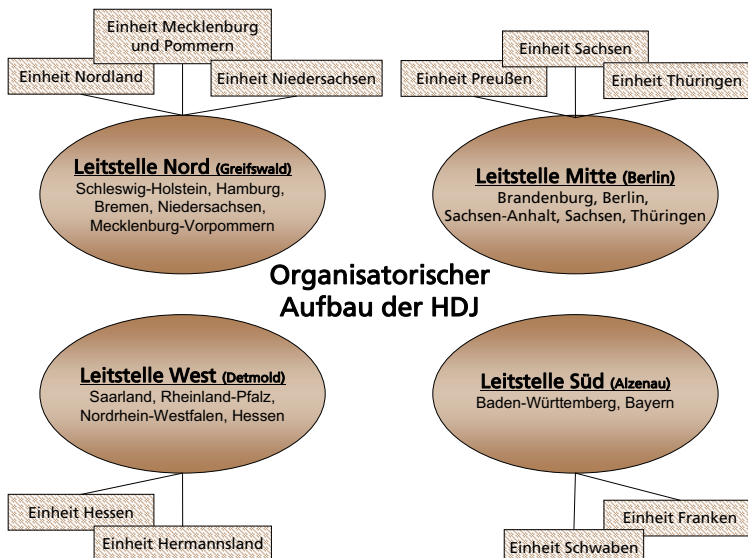 Einheit Mecklenburg
und Pommern
Einheit Nordland
Einheit Niedersachsen
Leitstelle Nord (Greifswald)
Schleswig-Holstein, Hamburg,
Bremen, Niedersachsen,
Mecklenburg-Vorpommern
Einheit Sachsen
Einheit Preußen
Einheit Thüringen
Leitstelle Mitte (Berlin)
Brandenburg, Berlin,
Sachsen-Anhalt, Sachsen, Thüringen
Organisatorischer
Aufbau der HDJ
Leitstelle West (Detmold)
Saarland, Rheinland-Pfalz,
Nordrhein-Westfalen, Hessen
Einheit Hessen
Einheit Hermannsland
Leitstelle Süd (Alzenau)
Baden-Württemberg, Bayern
Einheit Franken
Einheit Schwaben